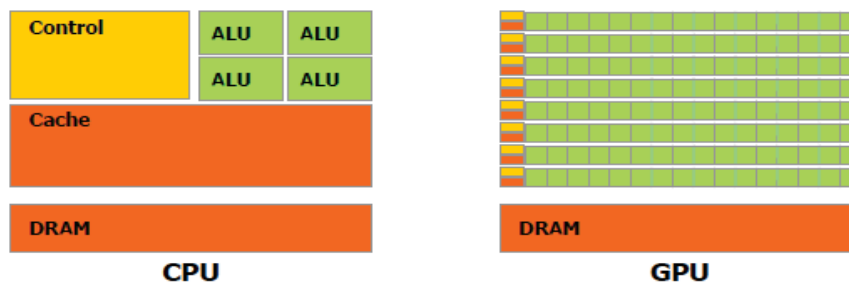 Control
ALU ALU
ALU ALU
Cache
DRAM
CPU
DRAM
GPU